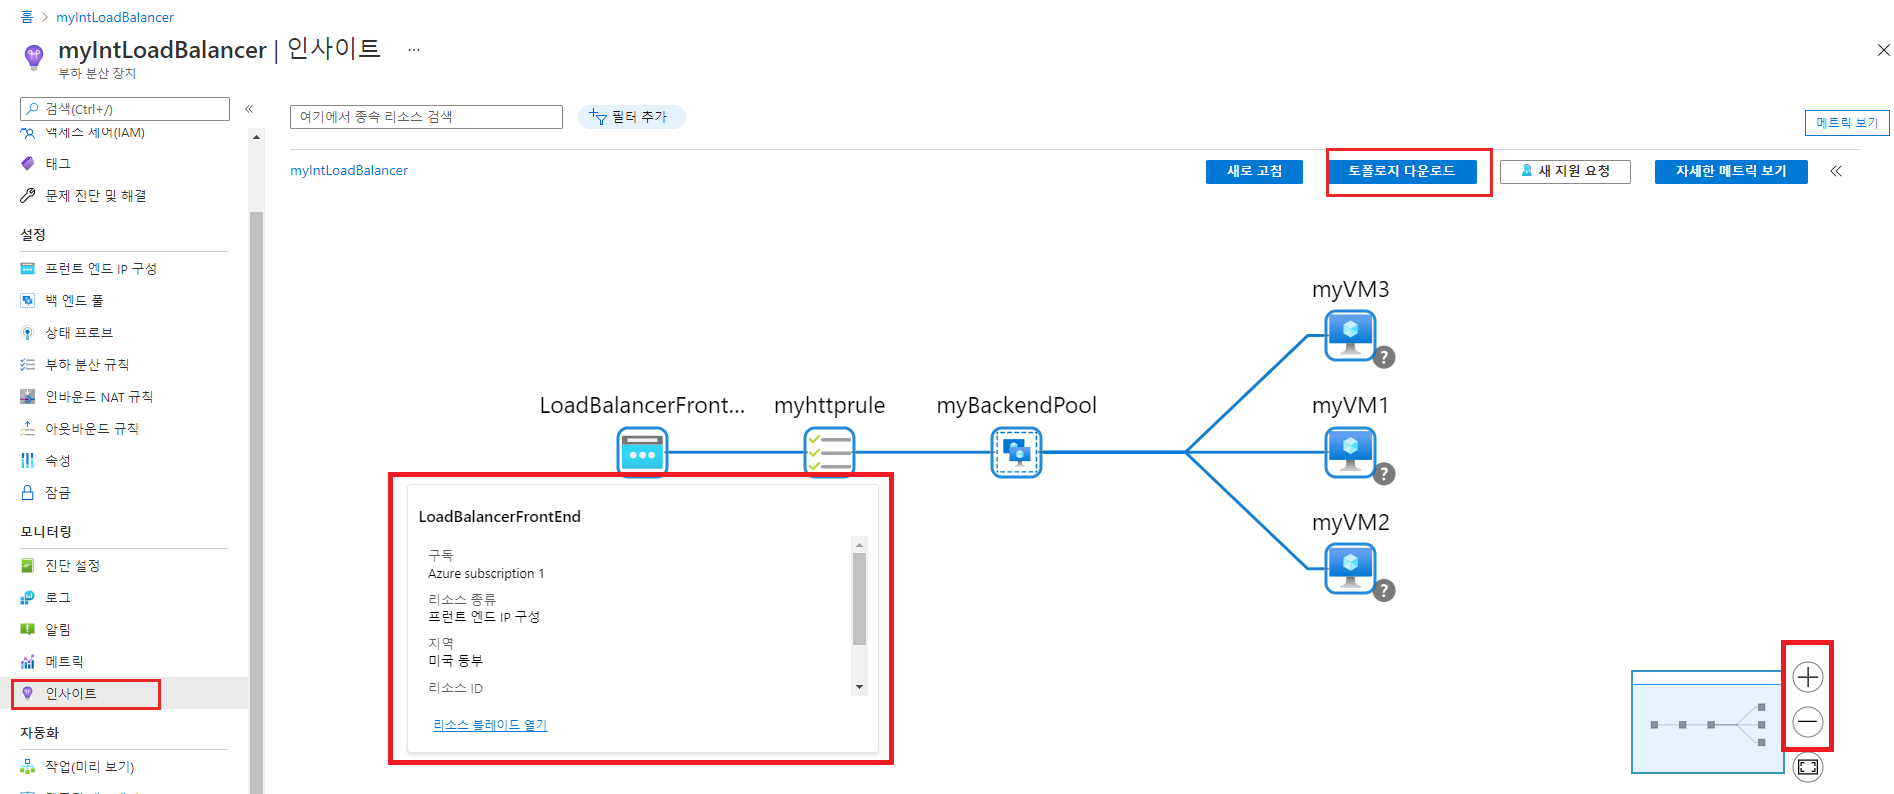 홈 > myIntLoadBalancer
myIntLoadBalancer | 인사이트 ...
부하 분산 장치
검색(Ctrl+/)
액세스 제어(IAM)
태그
문제 진단 및 해결
설정
프런트 엔드 IP 구성
백 엔드 풀
상태 프로브
부하 분산 규칙
인바운드 NAT 규칙
아웃바운드 규칙
속성
잠금
모니터링
진단 설정
로그
알림
메트릭
인사이트
자동화
작업(미리 보기)
여기에서 종속 리소스 검색
필터 추가
메트릭 보기
myIntLoadBalancer
새로 고침
토폴로지 다운로드
새 지원 요청
자세한 메트릭 보기
myVM3
?
LoadBalancerFront...
myhttprule
myBackendPool
myVM1
?
myVM2
?
LoadBalancerFrontEnd
구독
Azure subscription 1
리소스 종류
프런트 엔드 IP 구성
지역
미국 동부
리소스 ID
리소스 블레이드 열기